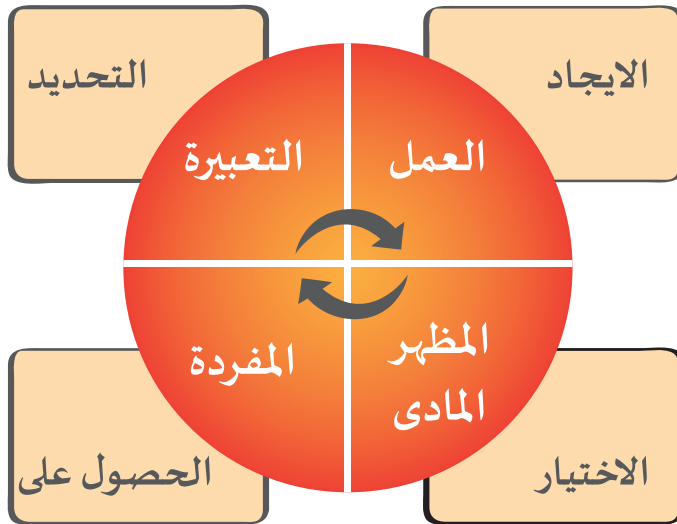 الايجاد
التحديد
العمل
التعبيرة
المظهر
المادى
المفردة
الاختيار
الحصول على